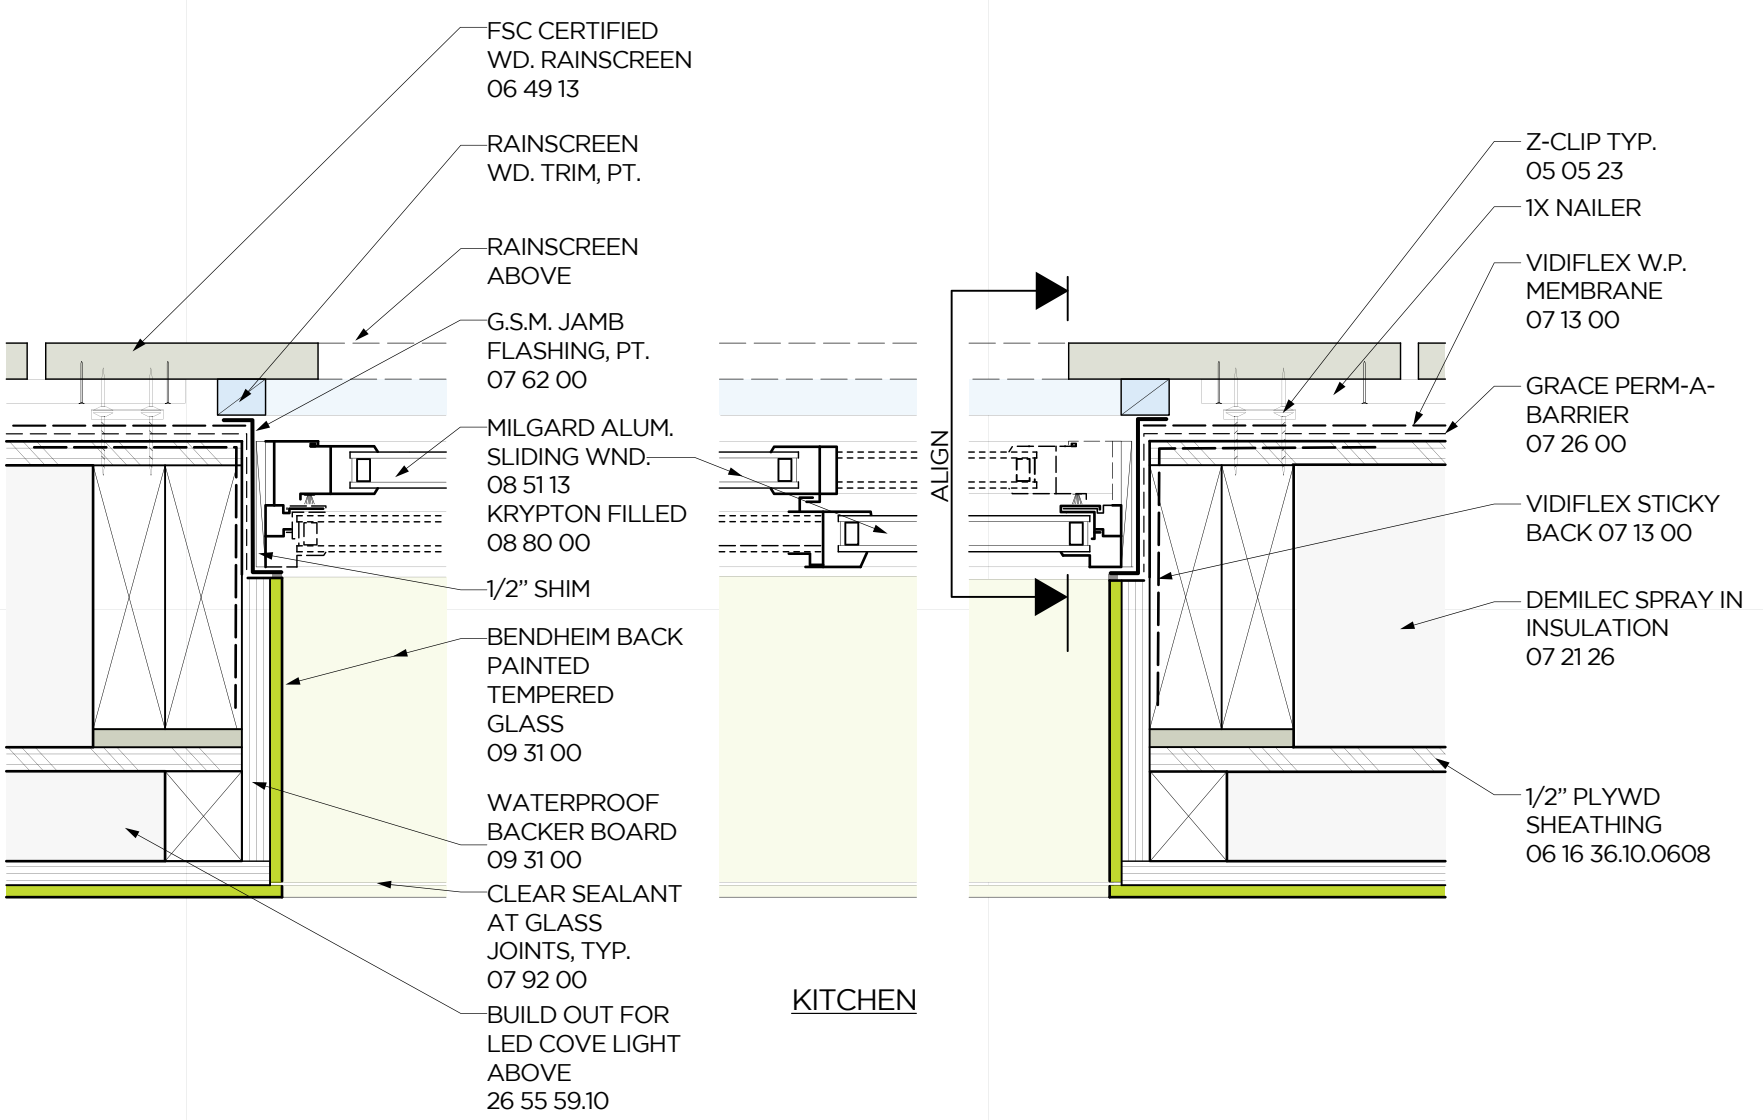 FSC CERTIFIED
WD. RAINSCREEN
06 49 13
RAINSCREEN
WD. TRIM, PT.
RAINSCREEN
ABOVE
G.S.M. JAMB
FLASHING, PT.
07 62 00
MILGARD ALUM.
SLIDING WND.
08 51 13
KRYPTON FILLED
08 80 00
1/2” SHIM
BENDHEIM BACK
PAINTED
TEMPERED
GLASS
09 31 00
WATERPROOF
BACKER BOARD
09 31 00
CLEAR SEALANT
AT GLASS
JOINTS, TYP.
07 92 00
BUILD OUT FOR
LED COVE LIGHT
ABOVE
26 55 59.10
ALIGN
KITCHEN
Z-CLIP TYP.
05 05 23
1X NAILER
VIDIFLEX W.P.
MEMBRANE
07 13 00
GRACE PERM-A-
BARRIER
07 26 00
VIDIFLEX STICKY
BACK 07 13 00
DEMILEC SPRAY IN
INSULATION
07 21 26
1/2” PLYWD
SHEATHING
06 16 36.10.0608